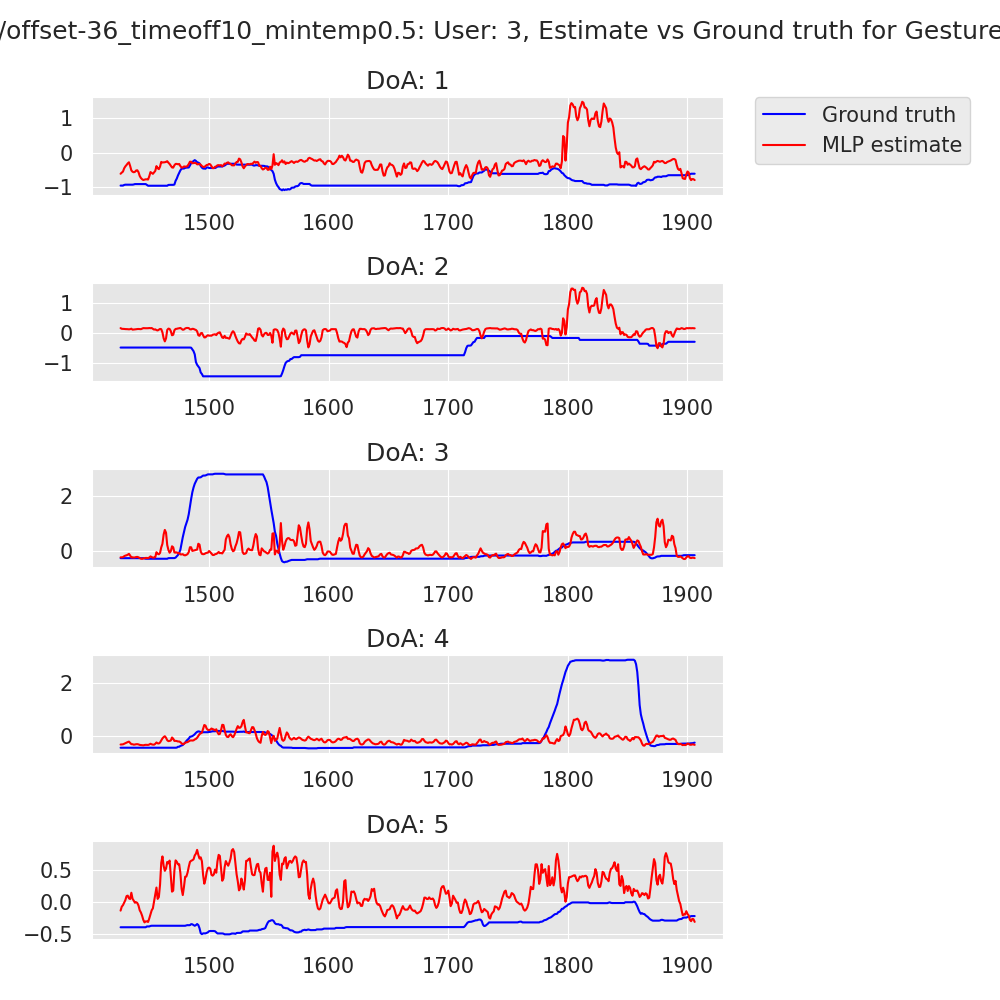 /offset-36_timeoff10_mintemp0.5: User: 3, Estimate vs Ground truth for Gesture
DoA: 1
1
0
−1
1500 1600 1700 1800 1900
Ground truth
MLP estimate
DoA: 2
1
0
−1
1500 1600 1700 1800 1900
DoA: 3
2
0
1500 1600 1700 1800 1900
DoA: 4
2
0
1500 1600 1700 1800 1900
DoA: 5
0.5
0.0
−0.5
1500 1600 1700 1800 1900